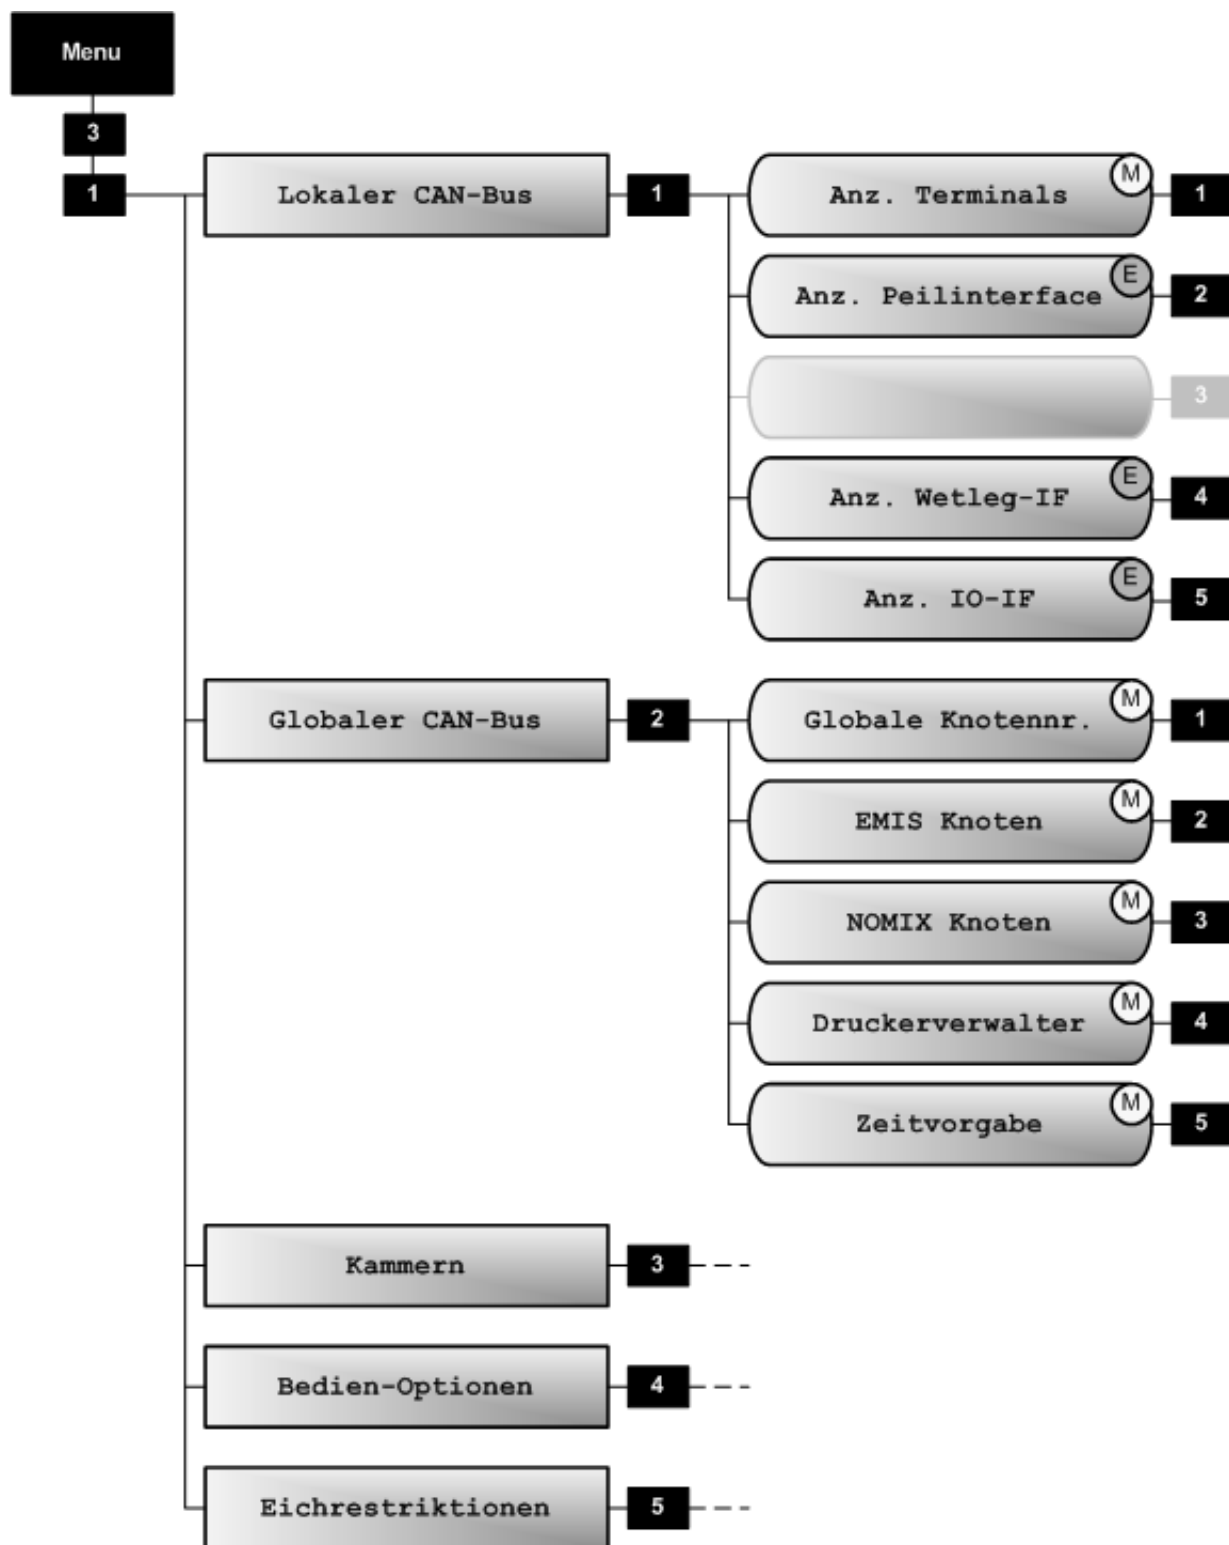 Menu
3
1
Lokaler CAN-Bus 1 Anz. Terminals M 1
Anz. Peilinterface E 2
3
Anz. Wetleg-IF E 4
Anz. IO-IF E 5
Globaler CAN-Bus 2 Globale Knotennr. M 1
EMIS Knoten M 2
NOMIX Knoten M 3
Druckerverwalter M 4
Zeitvorgabe M 5
Kammern 3
Bedien-Optionen 4
Eichrestriktionen 5